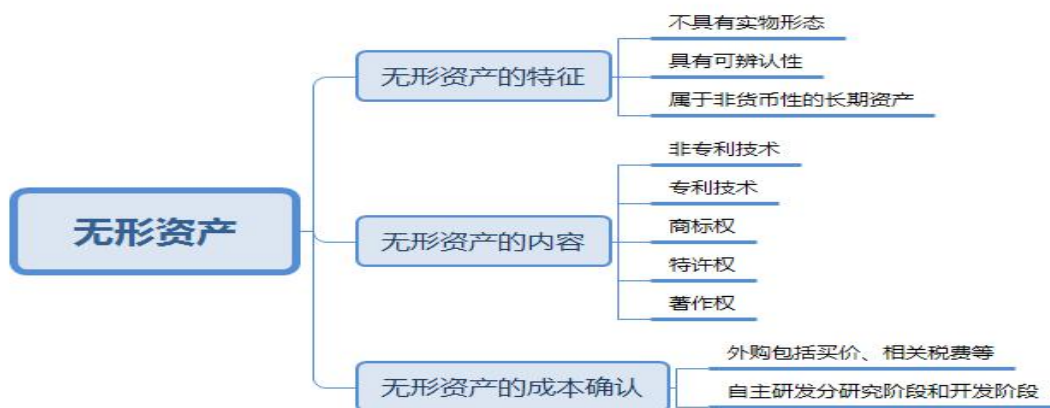 无形资产
无形资产的特征
不具有实物形态
具有可辨认性
属于非货币性的长期资产
无形资产的内容
非专利技术
专利技术
商标权
特许权
著作权
无形资产的成本确认
外购包括买价、相关税费等
自主研发分研究阶段和开发阶段